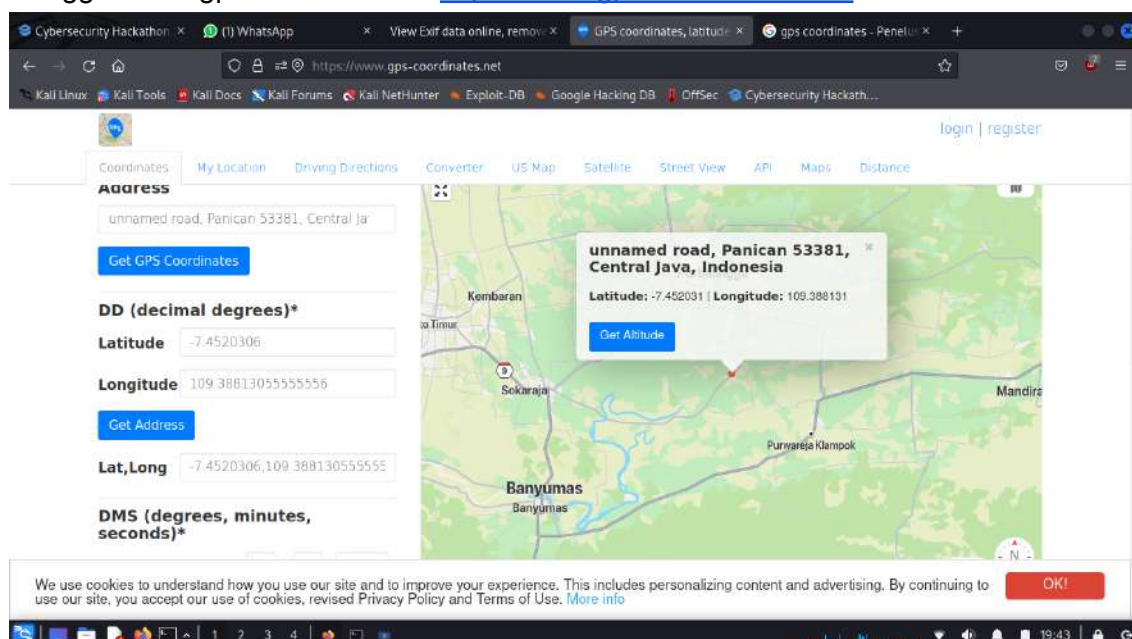 Cybersecurity Hackathon
(1) WhatsApp
View Exif data online, remov
GPS coordinates, latitude
gps coordinates - Penelu
https://www.gps-coordinates.net
Kali Linux Kali Tools Kali Docs Kali Forums Kali NetHunter Exploit-DB Google Hacking DB OffSec Cybersecurity Hackath...
login | register
Coordinates My Location Driving Directions Converter US Map Satellite Street View API Maps Distance
Address
unnamed road, Panican 53381, Central Ja
Get GPS Coordinates
DD (decimal degrees)*
Latitude -7.4520306
Longitude 109.38813055555556
Get Address
Lat,Long -7.4520306,109.388130555555
DMS (degrees, minutes,
seconds)*
unnamed road, Panican 53381,
Central Java, Indonesia
Latitude: -7.452031 | Longitude: 109.388131
Get Altitude
Kembaran
to Timur
9
Sokaraja
Mandira
Purwareja Klampok
Banyumas
Banyumas
N
We use cookies to understand how you use our site and to improve your experience. This includes personalizing content and advertising. By continuing to
use our site, you accept our use of cookies, revised Privacy Policy and Terms of Use. More info
OK!
1 2 3 4
19:43